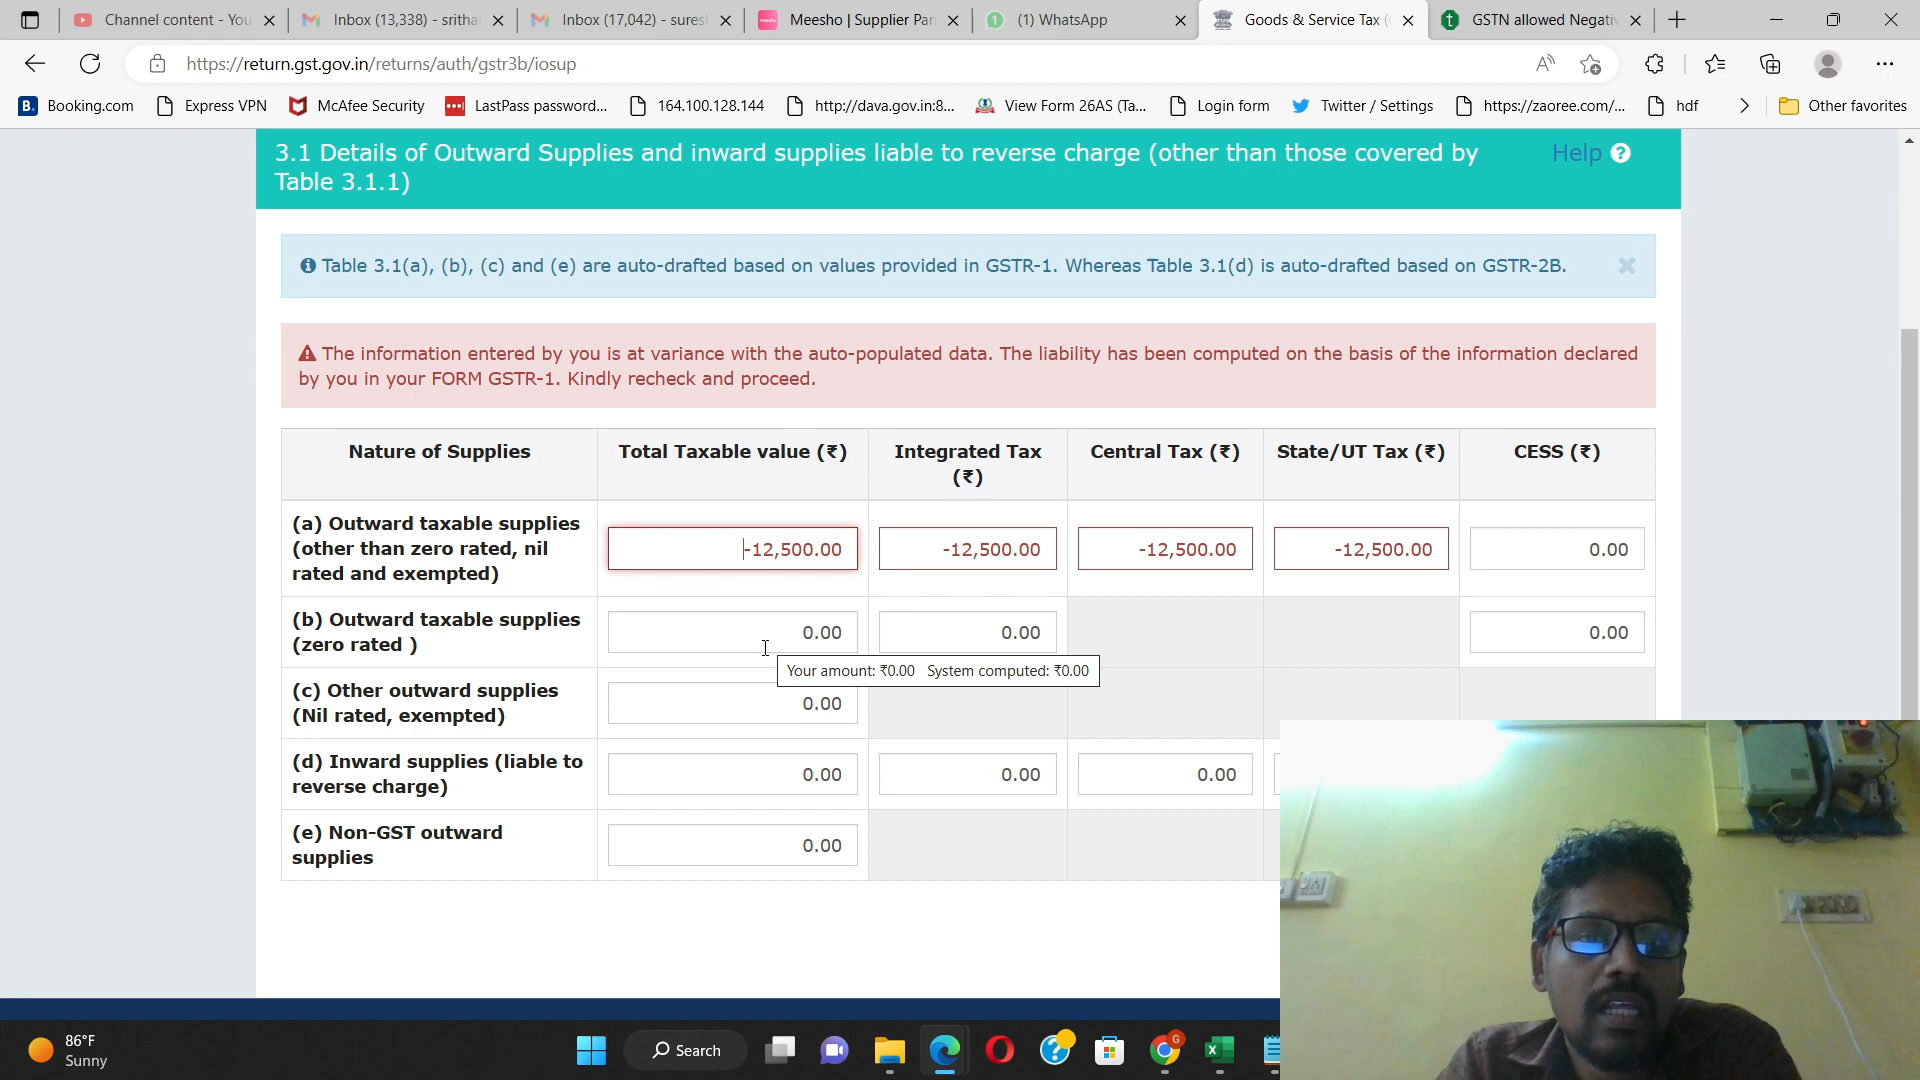 Channel content - You
Inbox (13,338) - sritha
Inbox (17,042) - sures
Meesho | Supplier Pan
(1) WhatsApp
Goods & Service Tax (
GSTN allowed Negativ
https://return.gst.gov.in/returns/auth/gstr3b/iosup
Booking.com
Express VPN
McAfee Security
LastPass password...
164.100.128.144
http://dava.gov.in:8...
View Form 26AS (Ta...
Login form
Twitter / Settings
https://zaoree.com/...
hdf
Other favorites
3.1 Details of Outward Supplies and inward supplies liable to reverse charge (other than those covered by
Table 3.1.1)
Help
Table 3.1(a), (b), (c) and (e) are auto-drafted based on values provided in GSTR-1. Whereas Table 3.1(d) is auto-drafted based on GSTR-2B.
The information entered by you is at variance with the auto-populated data. The liability has been computed on the basis of the information declared
by you in your FORM GSTR-1. Kindly recheck and proceed.
Nature of Supplies
Total Taxable value (₹)
Integrated Tax
(₹)
Central Tax (₹)
State/UT Tax (₹)
CESS (₹)
(a) Outward taxable supplies
(other than zero rated, nil
rated and exempted)
-12,500.00
-12,500.00
-12,500.00
-12,500.00
0.00
(b) Outward taxable supplies
(zero rated )
0.00
0.00
0.00
Your amount: ₹0.00 System computed: ₹0.00
(c) Other outward supplies
(Nil rated, exempted)
0.00
(d) Inward supplies (liable to
reverse charge)
0.00
0.00
0.00
(e) Non-GST outward
supplies
0.00
86°F
Sunny
Search